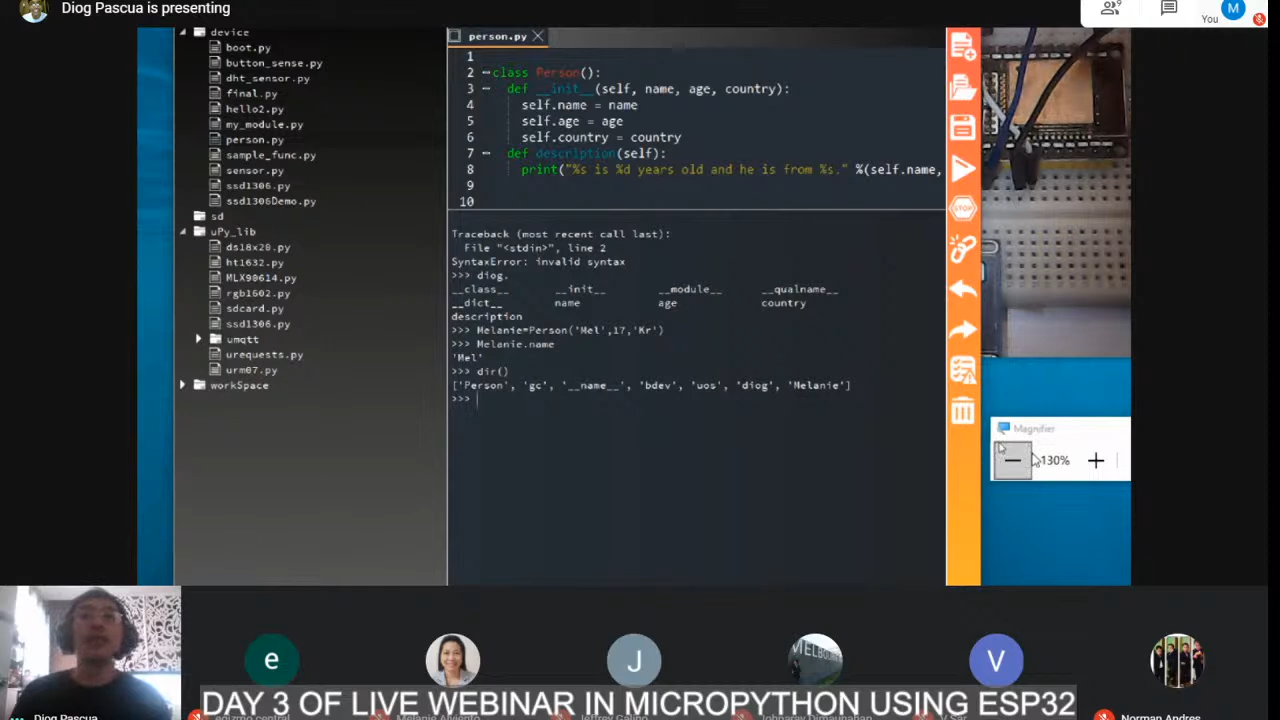 Diog Pascua is presenting
9
You
M
device
boot.py
button_sense.py
dht_sensor.py
final.py
hello2.py
my_module.py
person.py
sample_func.py
sensor.py
ssd1306.py
ssd1306Demo.py
sd
uPy_lib
ds18x20.py
ht1632.py
MLX90614.py
rgb1602.py
sdcard.py
ssd1306.py
umqtt
urequests.py
urm07.py
workSpace
person.py
1
2 class Person():
3 def __init__(self, name, age, country):
4 self.name = name
5 self.age = age
6 self.country = country
7 def description(self):
8 print("%s is %d years old and he is from %s." %(self.name,
9
10
Traceback (most recent call last):
File "<stdin>", line 2
SyntaxError: invalid syntax
>>> diog.
__class__ __init__ __module__ __qualname__
__dict__ name age country
description
>>> Melanie=Person('Mel',17,'Kr')
>>> Melanie.name
'Mel'
>>> dir()
['Person', 'gc', '__name__', 'bdev', 'uos', 'diog', 'Melanie']
>>>
STOP
Magnifier
130%
e
J
MELBOURN
V
DAY 3 OF LIVE WEBINAR IN MICROPYTHON USING ESP32
Diog Pascua
Norman Andres